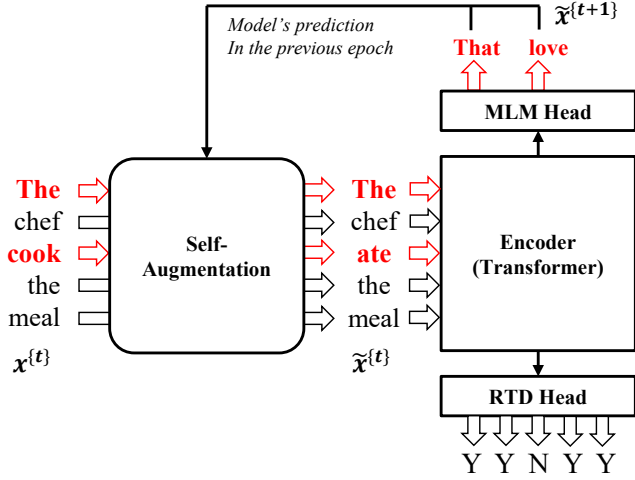 x̃^{t+1}
Model's prediction
In the previous epoch
That love
MLM Head
The
chef
cook
the
meal
x^{t}
Self-
Augmentation
The
chef
ate
the
meal
x̃^{t}
Encoder
(Transformer)
RTD Head
Y Y N Y Y